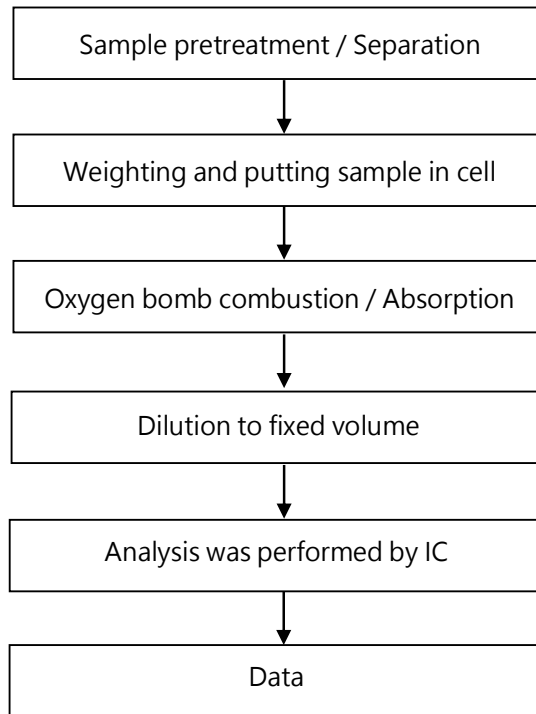 Sample pretreatment / Separation
Weighting and putting sample in cell
Oxygen bomb combustion / Absorption
Dilution to fixed volume
Analysis was performed by IC
Data